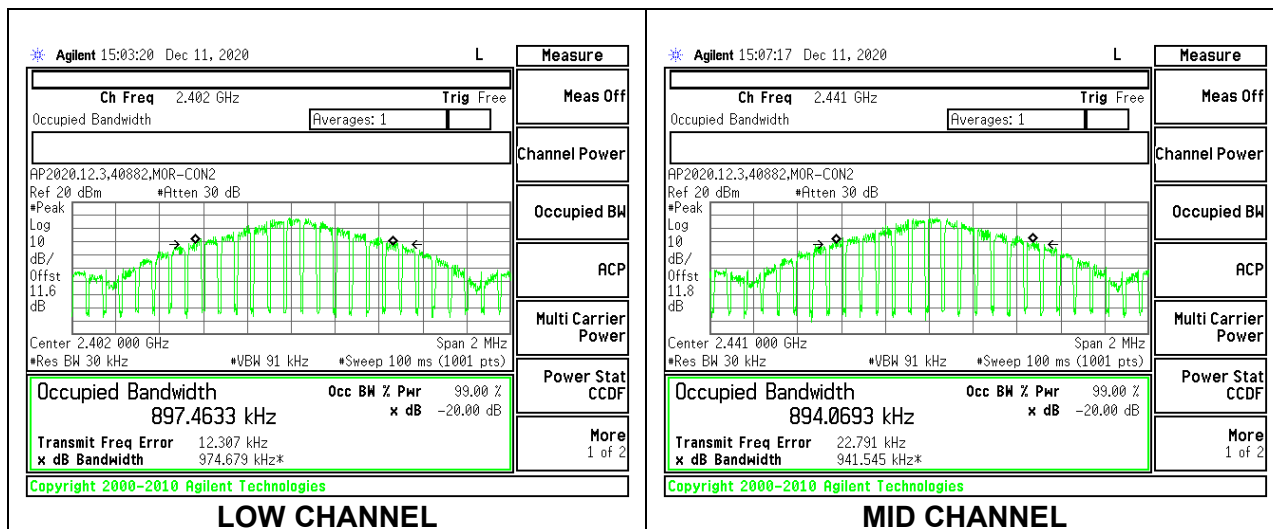 Agilent 15:03:20 Dec 11, 2020 L
Measure
Ch Freq 2.402 GHz Trig Free
Meas Off
Occupied Bandwidth Averages: 1
Channel Power
AP2020.12.3,40882,MOR-CON2
Ref 20 dBm #Atten 30 dB
#Peak
Log
10
dB/
Offst
11.6
dB
Occupied BW
ACP
Multi Carrier
Power
Center 2.402 000 GHz Span 2 MHz
#Res BW 30 kHz #VBW 91 kHz #Sweep 100 ms (1001 pts)
Power Stat
CCDF
Occupied Bandwidth Occ BW % Pwr 99.00 %
897.4633 kHz x dB -20.00 dB
More
1 of 2
Transmit Freq Error 12.307 kHz
x dB Bandwidth 974.679 kHz*
Copyright 2000-2010 Agilent Technologies
LOW CHANNEL
Agilent 15:07:17 Dec 11, 2020 L
Measure
Ch Freq 2.441 GHz Trig Free
Meas Off
Occupied Bandwidth Averages: 1
Channel Power
AP2020.12.3,40882,MOR-CON2
Ref 20 dBm #Atten 30 dB
#Peak
Log
10
dB/
Offst
11.8
dB
Occupied BW
ACP
Multi Carrier
Power
Center 2.441 000 GHz Span 2 MHz
#Res BW 30 kHz #VBW 91 kHz #Sweep 100 ms (1001 pts)
Power Stat
CCDF
Occupied Bandwidth Occ BW % Pwr 99.00 %
894.0693 kHz x dB -20.00 dB
More
1 of 2
Transmit Freq Error 22.791 kHz
x dB Bandwidth 941.545 kHz*
Copyright 2000-2010 Agilent Technologies
MID CHANNEL